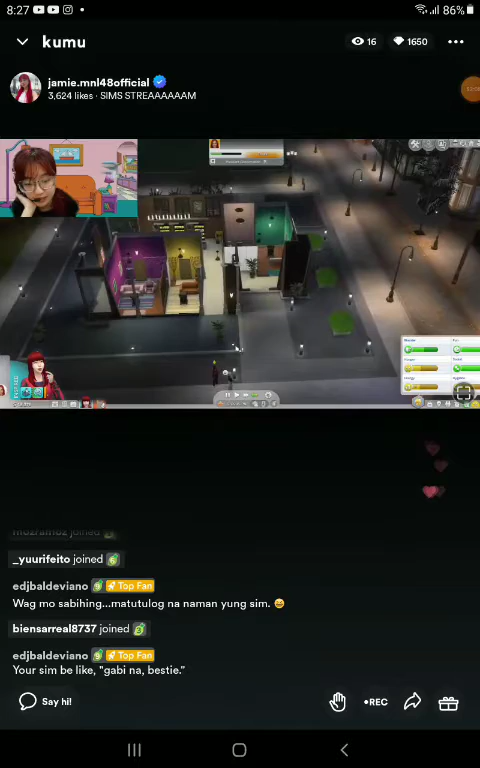 8:27
86%
kumu
16
1650
jamie.mnl48official
3,624 likes · SIMS STREAAAAAAM
mozramoz joined
_yuurifeito joined
edjbaldeviano Top Fan
Wag mo sabihing...matutulog na naman yung sim. 😆
biensarreal8737 joined
edjbaldeviano Top Fan
Your sim be like, "gabi na, bestie."
Say hi!
•REC